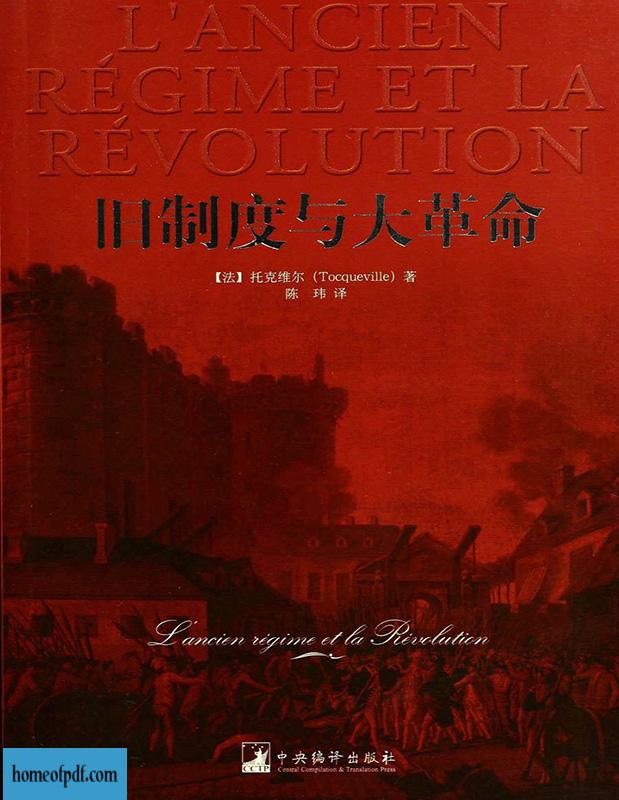 L'ANCIEN
RÉGIME ET LA
RÉVOLUTION
旧制度与大革命
【法】托克维尔（Tocqueville）著
陈 玮 译
L'ancien régime et la Révolution
CCTP
中央编译出版社
Central Compilation & Translation Press
homeofpdf.com